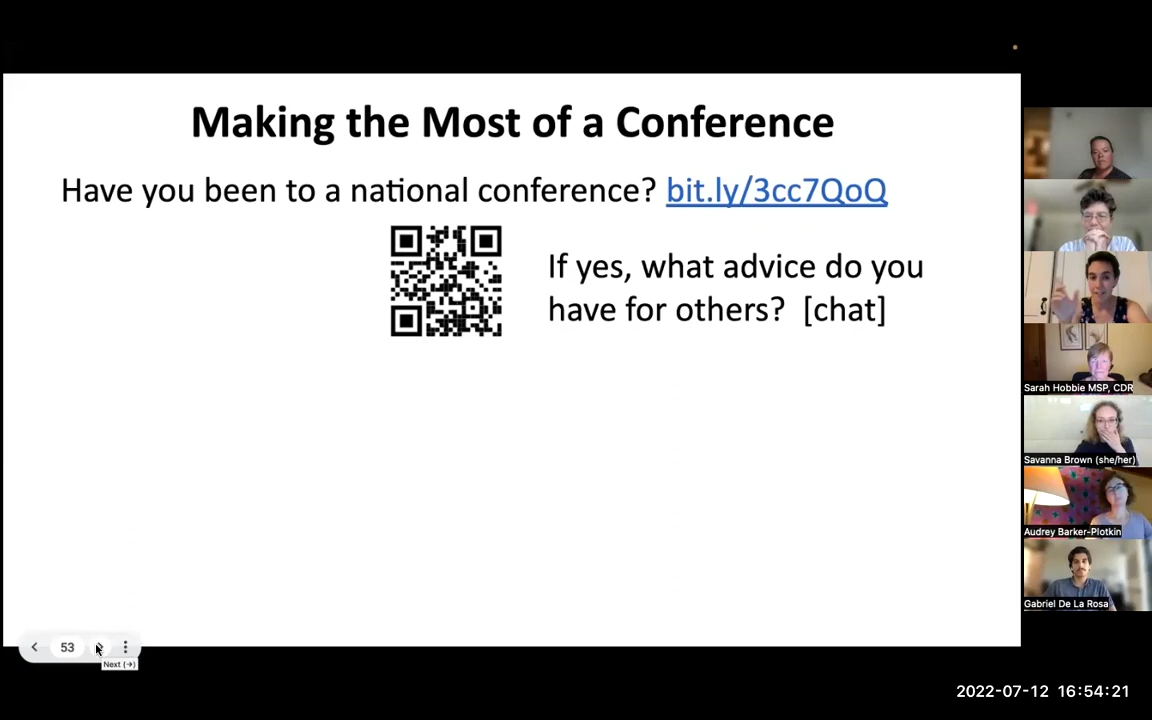 Making the Most of a Conference
Have you been to a national conference? bit.ly/3cc7QoQ
If yes, what advice do you
have for others? [chat]
Sarah Hobbie MSP, CDR
Savanna Brown (she/her)
Audrey Barker-Plotkin
Gabriel De La Rosa
53
Next (→)
2022-07-12 16:54:21